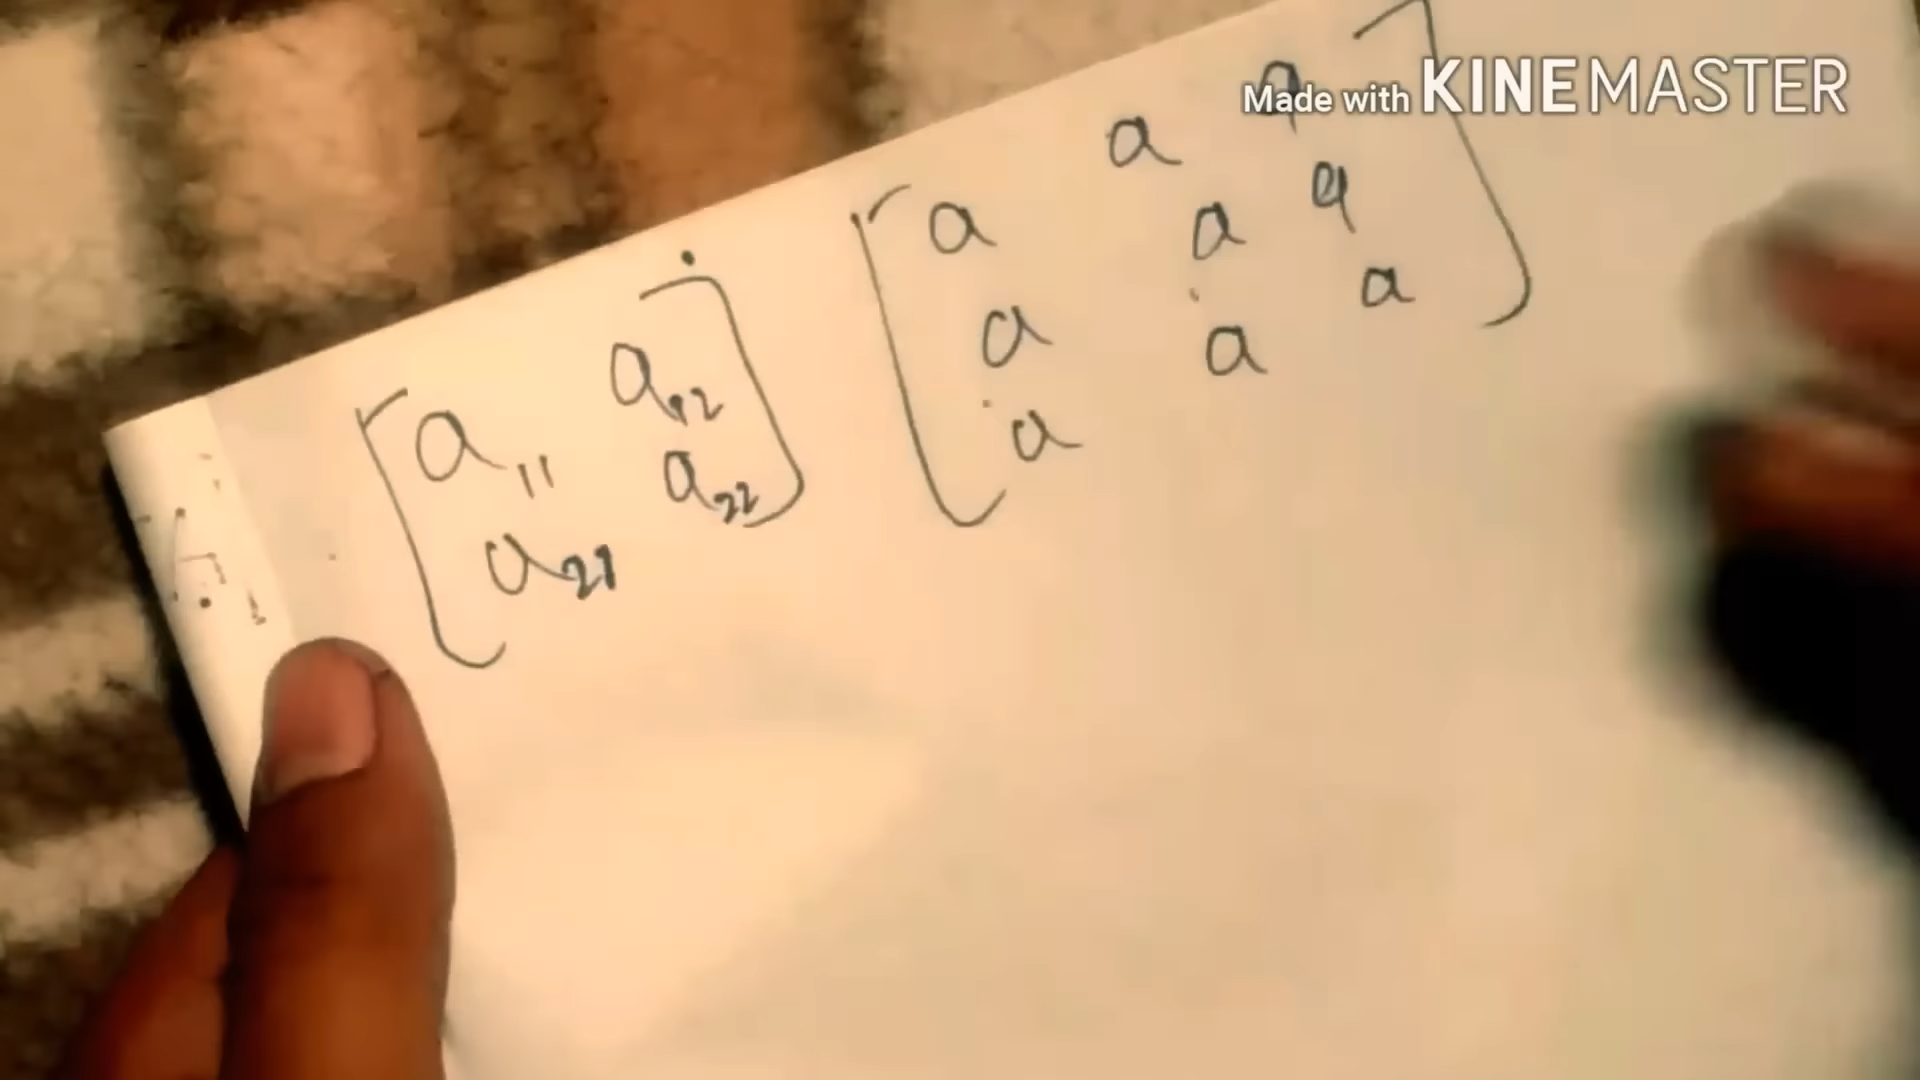 Made with KINEMASTER
a11 a12
a21 a22
a a a
a a a
a a a